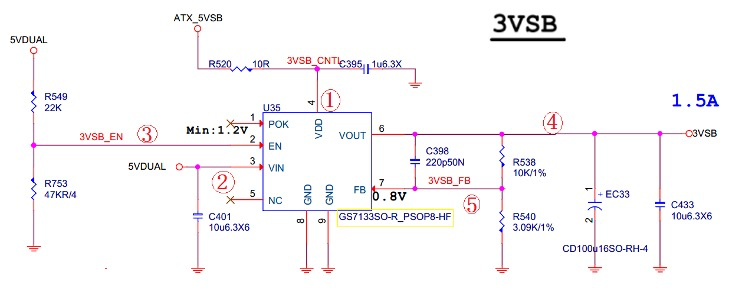 3VSB
ATX_5VSB
5VDUAL
R520
10R
3VSB_CNTL
C395
1u6.3X
1.5A
R549
22K
U35
4
①
1
POK
VDD
Min:1.2V
3VSB_EN
③
2
EN
VOUT
6
④
3VSB
5VDUAL
3
VIN
C398
220p50N
R538
10K/1%
②
R753
47KR/4
5
NC
GND
GND
FB
7
3VSB_FB
0.8V
⑤
1
+
EC33
2
C401
10u6.3X6
8
9
GS7133SO-R_PSOP8-HF
R540
3.09K/1%
C433
10u6.3X6
CD100u16SO-RH-4